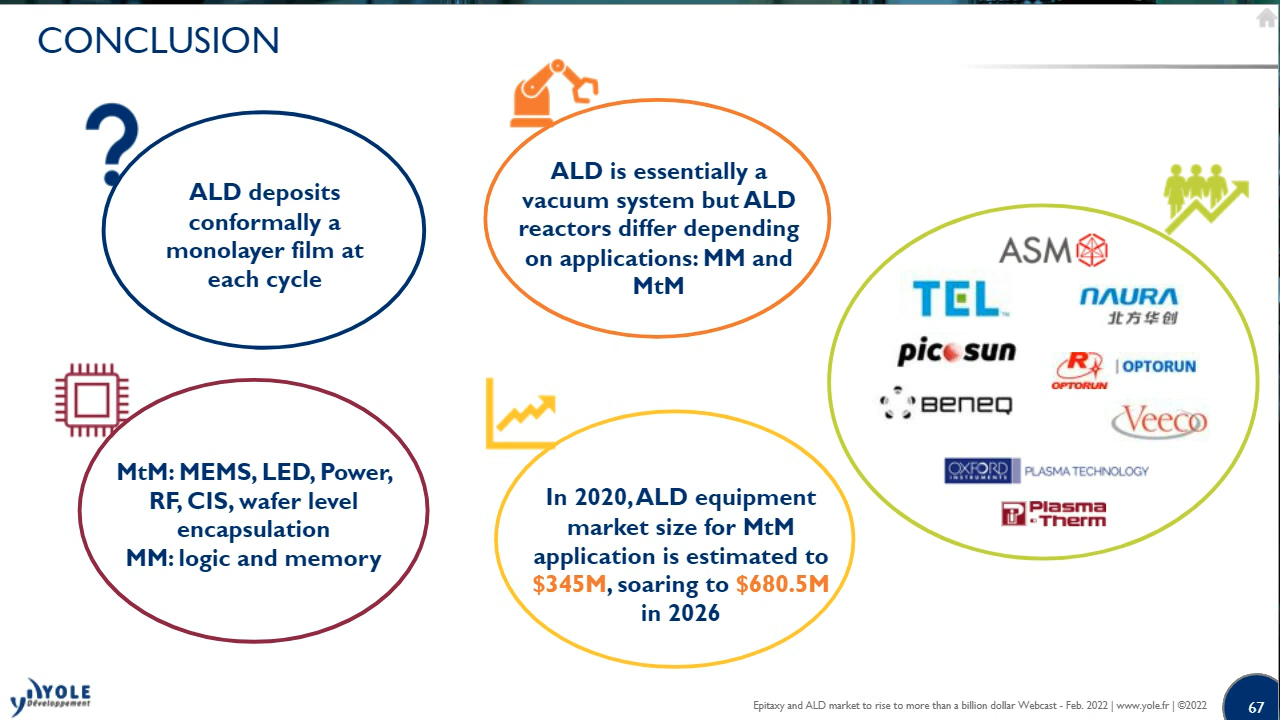 CONCLUSION
ALD deposits
conformally a
monolayer film at
each cycle
ALD is essentially a
vacuum system but ALD
reactors differ depending
on applications: MM and
MtM
MtM: MEMS, LED, Power,
RF, CIS, wafer level
encapsulation
MM: logic and memory
In 2020, ALD equipment
market size for MtM
application is estimated to
$345M, soaring to $680.5M
in 2026
ASM
TEL
NAURA
北方华创
picosun
R
OPTORUN
| OPTORUN
BENEQ
Veeco
OXFORD
INSTRUMENTS
PLASMA TECHNOLOGY
Plasma
Therm
YOLE
Développement
Epitaxy and ALD market to rise to more than a billion dollar Webcast - Feb. 2022 | www.yole.fr | ©2022
67